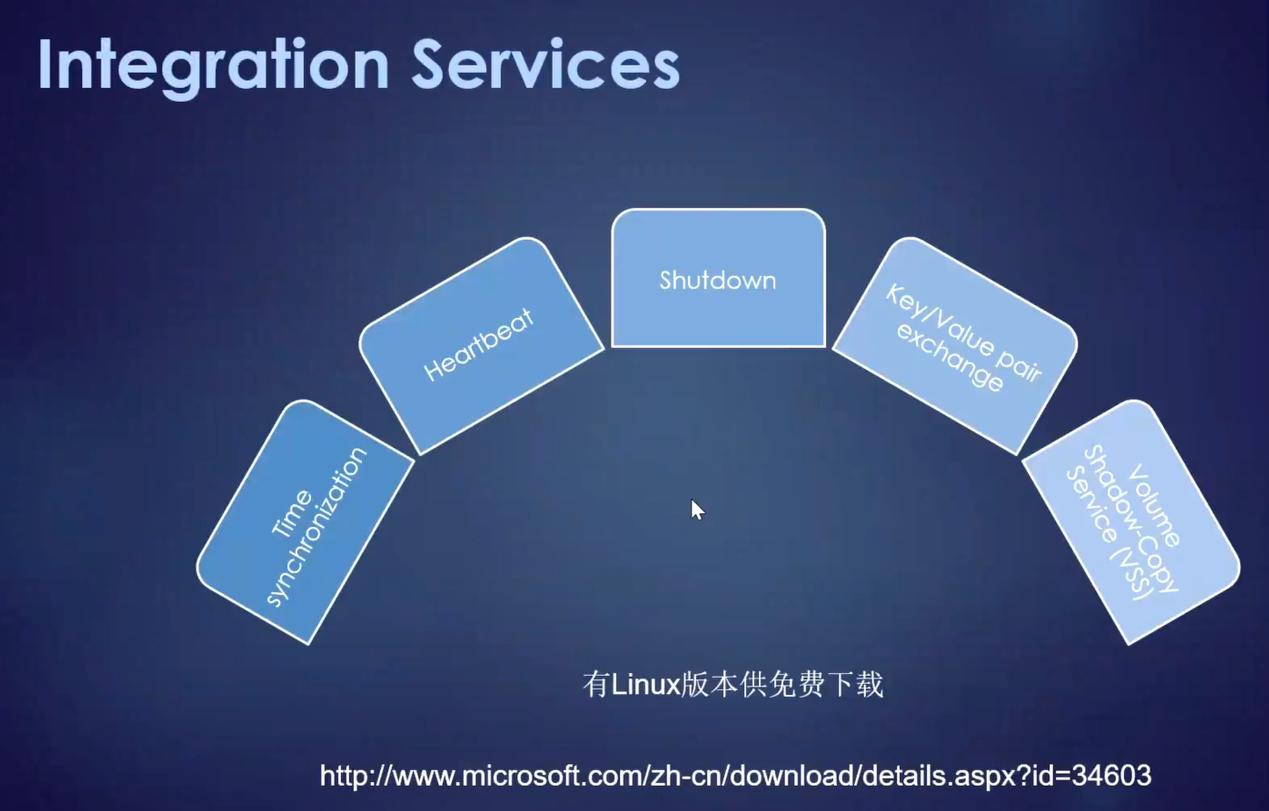 Integration Services
Time
synchronization
Heartbeat
Shutdown
Key/Value pair
exchange
Volume
Shadow-Copy
Service (VSS)
有Linux版本供免费下载
http://www.microsoft.com/zh-cn/download/details.aspx?id=34603